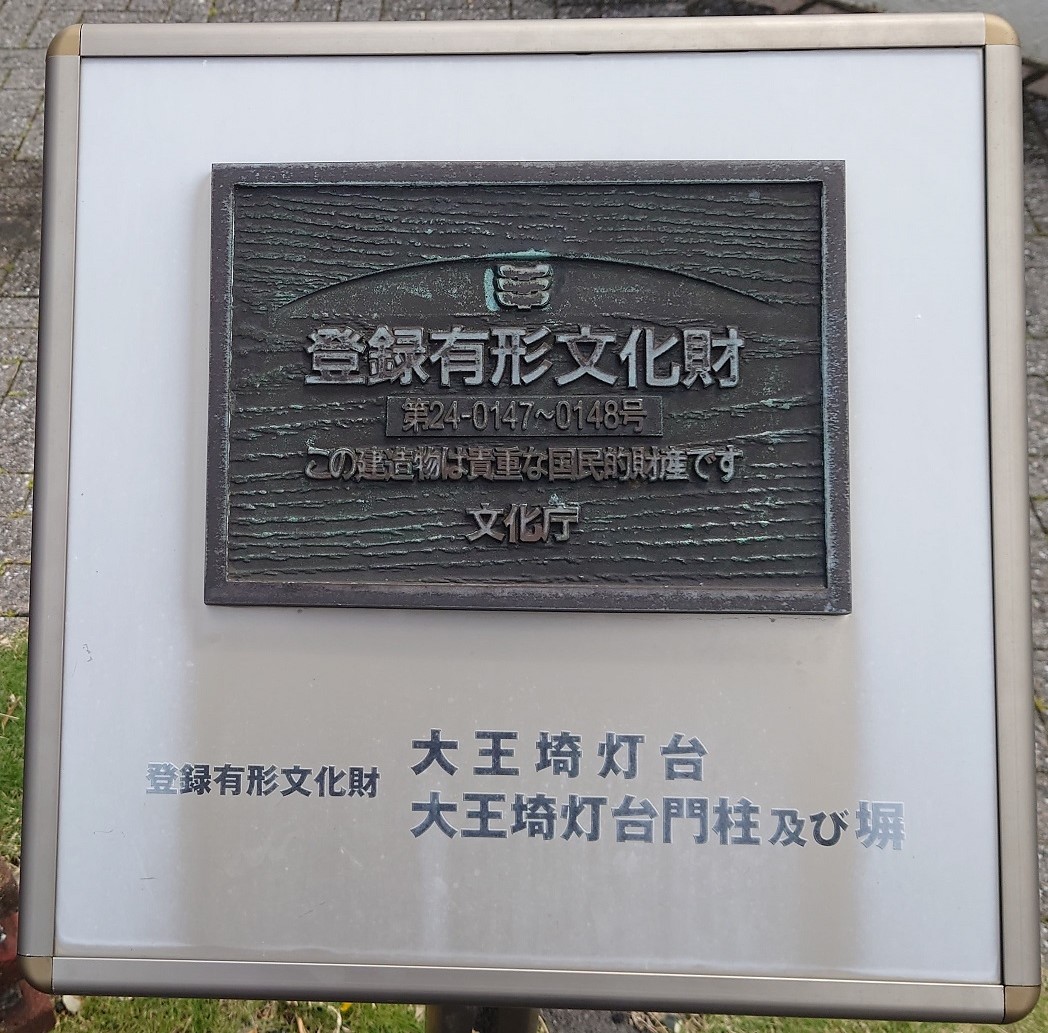 登録有形文化財
第24-0147~0148号
この建造物は貴重な国民的財産です
文化庁
登録有形文化財
大王埼灯台
大王埼灯台門柱及び塀